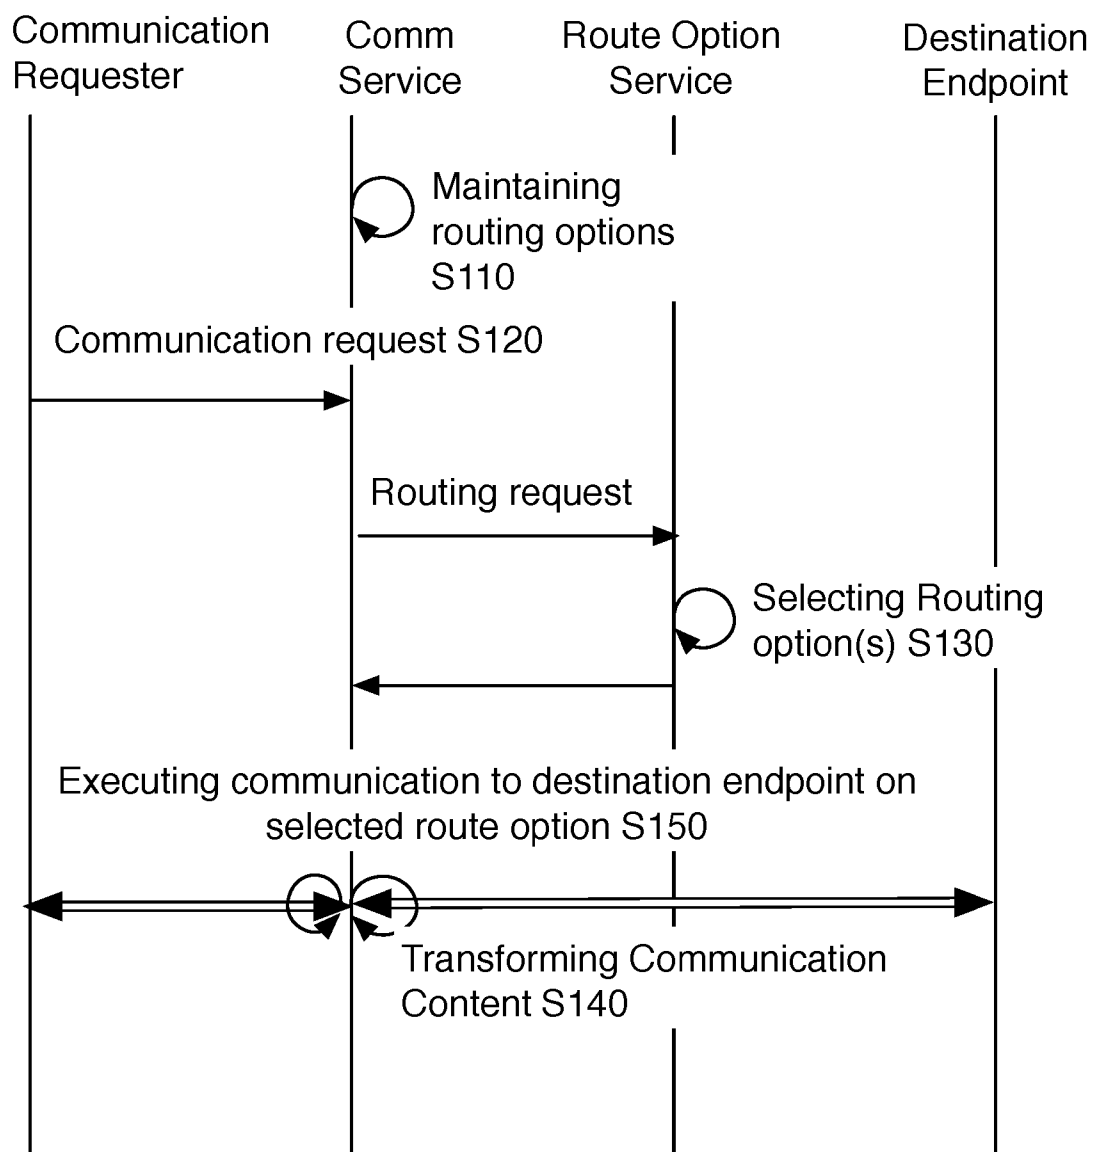 Communication
Requester
Comm
Service
Route Option
Service
Destination
Endpoint
Maintaining
routing options
S110
Communication request S120
Routing request
Selecting Routing
option(s) S130
Executing communication to destination endpoint on
selected route option S150
Transforming Communication
Content S140